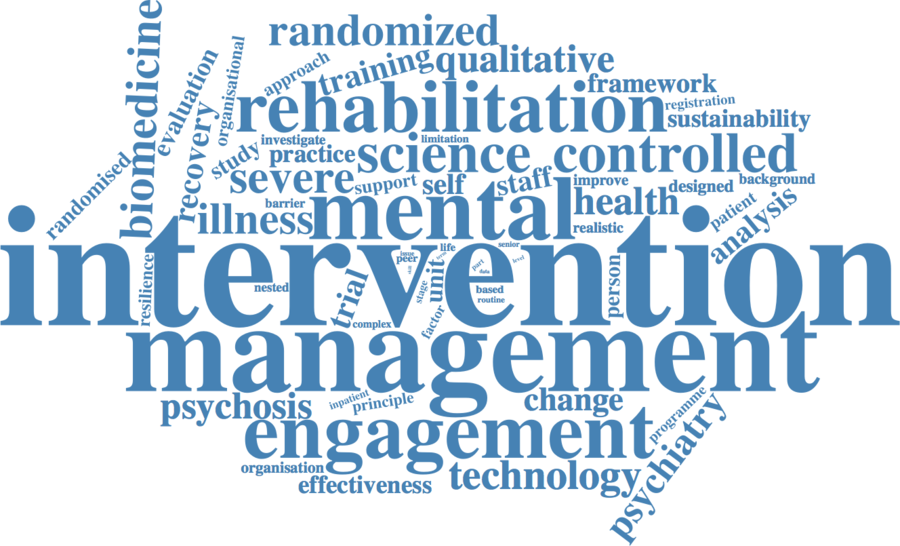 randomized
biomedicine
evaluation
organisational
approach
training
qualitative
framework
rehabilitation
registration
sustainability
recovery
investigate
limitation
randomised
study
practice
science
controlled
severe
support
self
staff
improve
designed
background
barrier
illness
mental
health
realistic
patient
analysis
intervention
resilience
nested
trial
complex
issue
peer
life
term
senior
level
part
data
stage
unit
factor
based
routine
person
management
psychosis
inpatient
principle
change
programme
engagement
psychiatry
organisation
effectiveness
technology